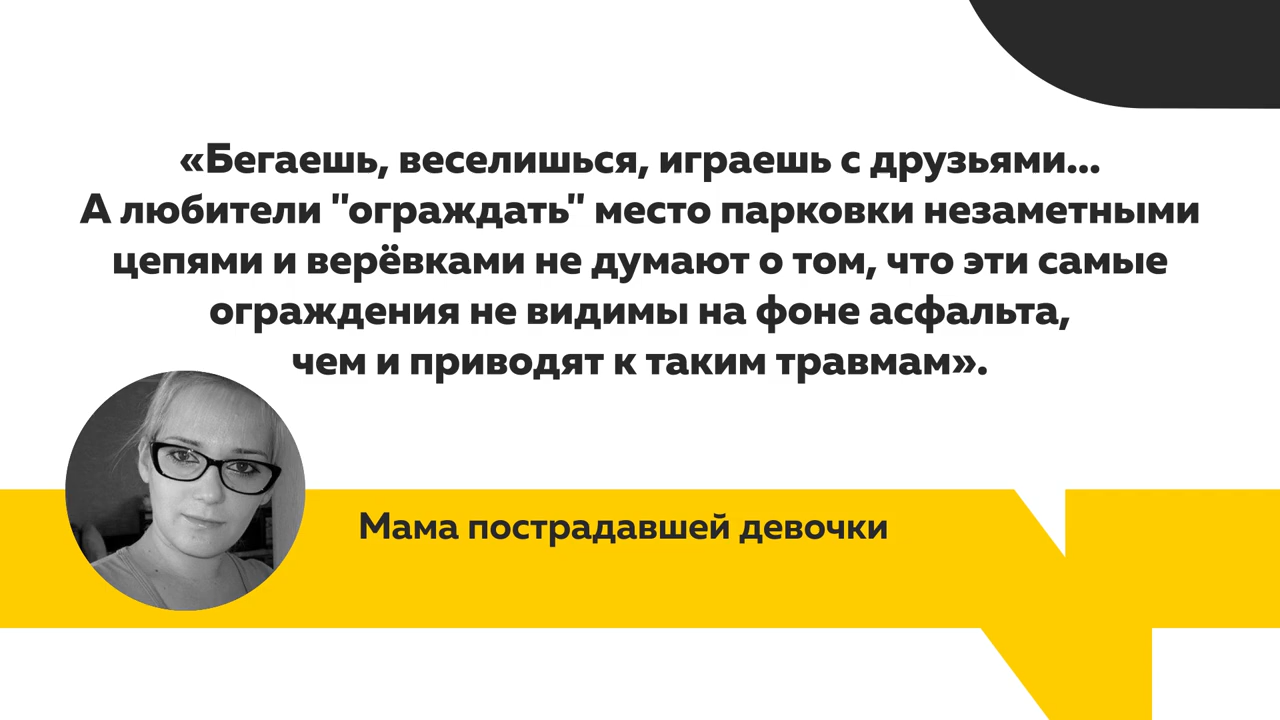 «Бегаешь, веселишься, играешь с друзьями...
А любители "ограждать" место парковки незаметными
цепями и верёвками не думают о том, что эти самые
ограждения не видимы на фоне асфальта,
чем и приводят к таким травмам».
Мама пострадавшей девочки